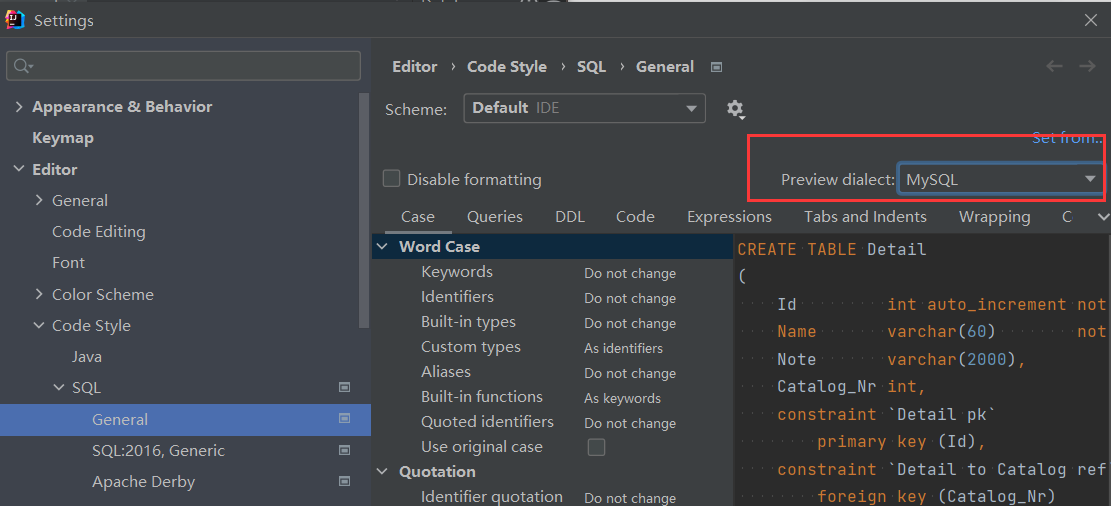 Settings
Appearance & Behavior
Keymap
Editor
General
Code Editing
Font
Color Scheme
Code Style
Java
SQL
General
SQL:2016, Generic
Apache Derby
Editor › Code Style › SQL › General
Scheme: Default IDE
Set from...
Disable formatting
Preview dialect: MySQL
Case Queries DDL Code Expressions Tabs and Indents Wrapping C
Word Case
Keywords Do not change
Identifiers Do not change
Built-in types Do not change
Custom types As identifiers
Aliases Do not change
Built-in functions As keywords
Quoted identifiers Do not change
Use original case
Quotation
Identifier quotation Do not change
CREATE TABLE Detail
(
Id int auto_increment not
Name varchar(60) not
Note varchar(2000),
Catalog_Nr int,
constraint `Detail pk`
primary key (Id),
constraint `Detail to Catalog ref
foreign key (Catalog_Nr)